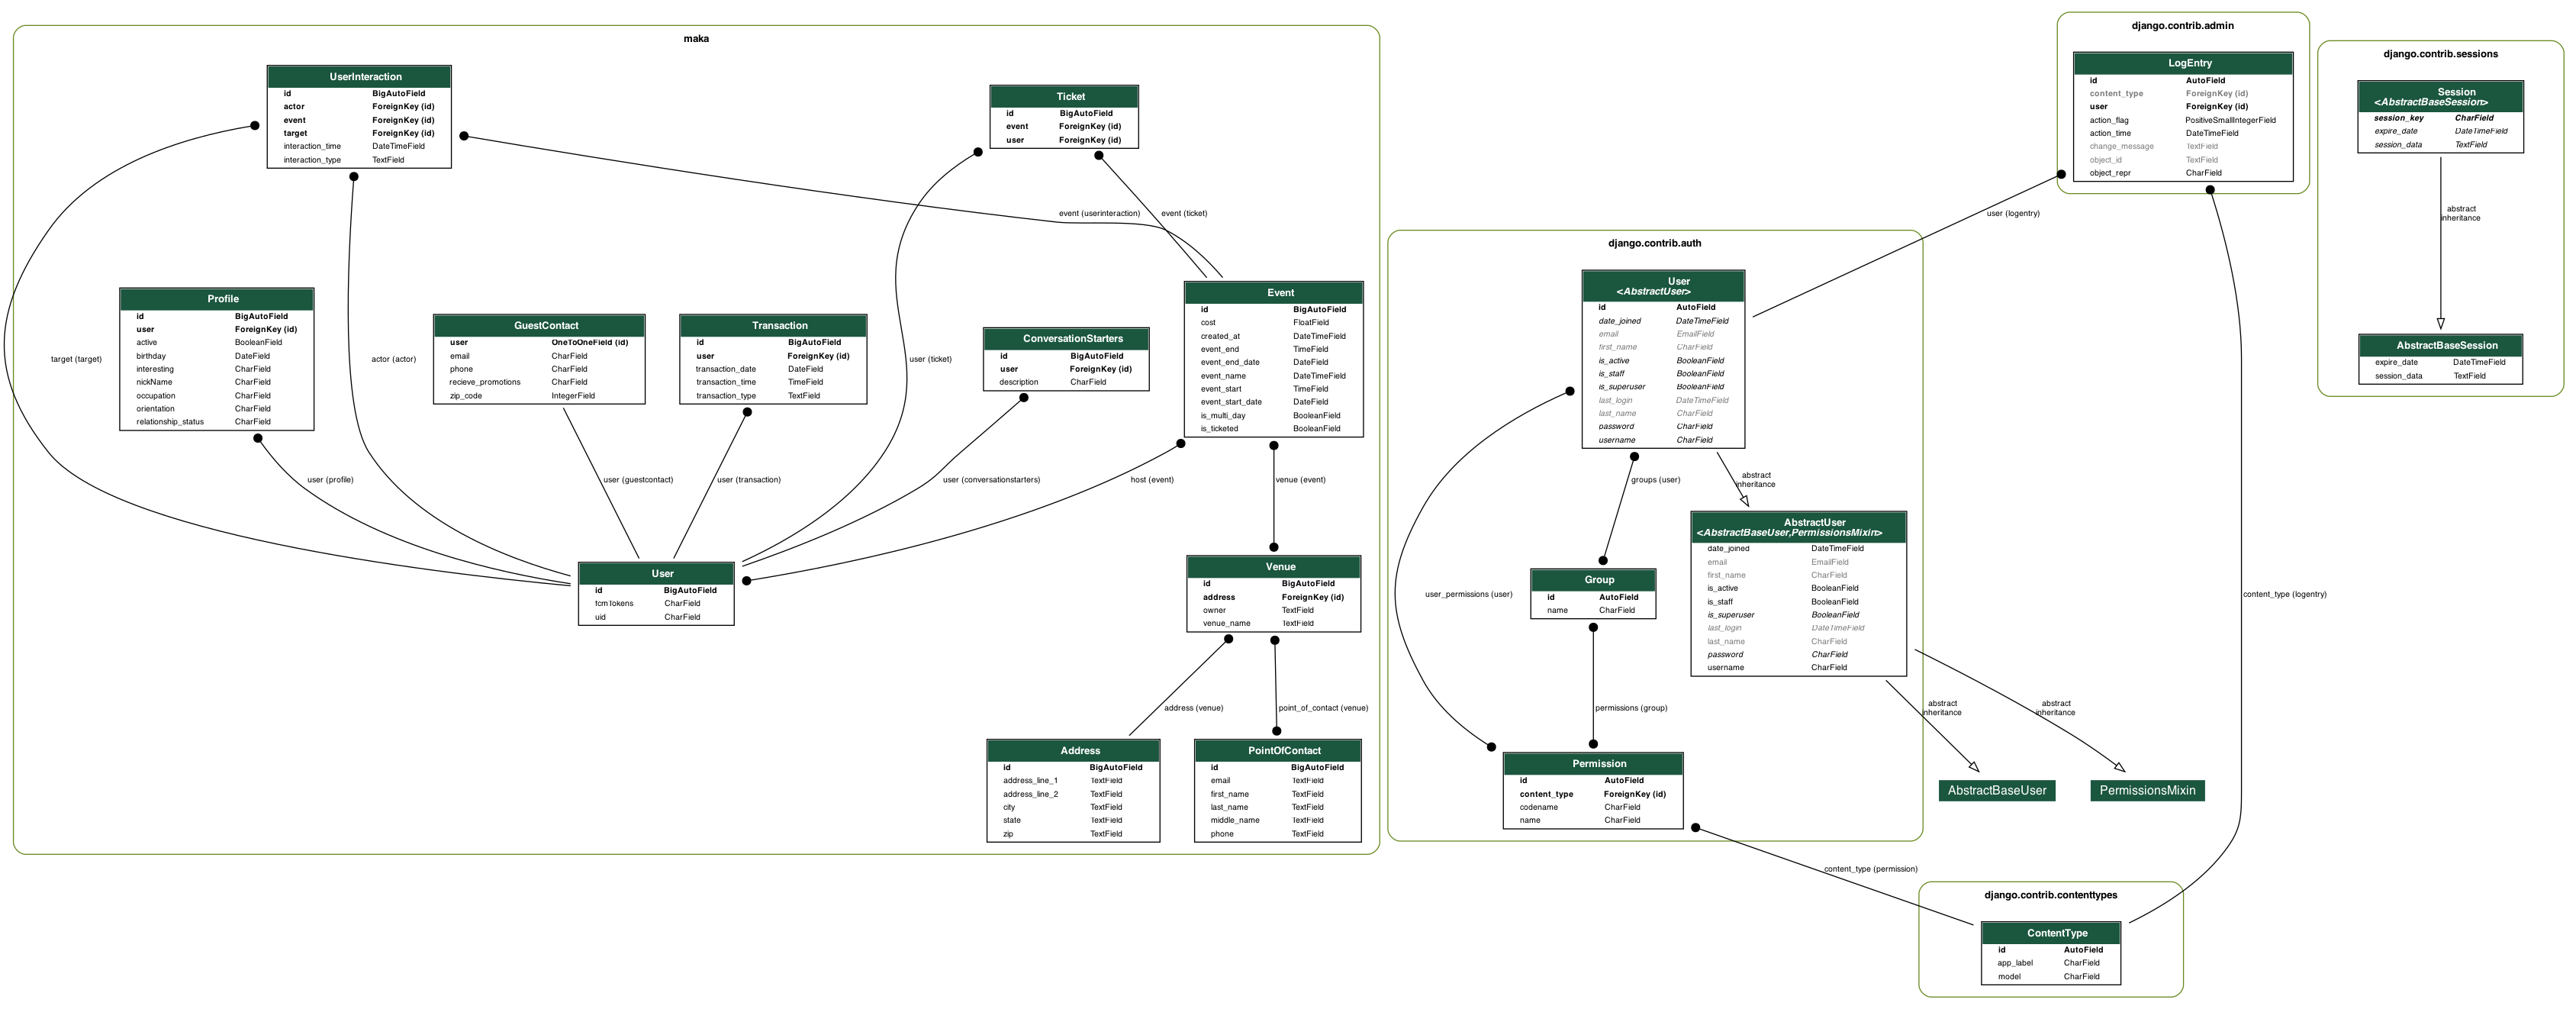 maka
UserInteraction
id BigAutoField
actor ForeignKey (id)
event ForeignKey (id)
target ForeignKey (id)
interaction_time DateTimeField
interaction_type TextField
Ticket
id BigAutoField
event ForeignKey (id)
user ForeignKey (id)
event (userinteraction)
event (ticket)
Profile
id BigAutoField
user ForeignKey (id)
active BooleanField
birthday DateField
interesting CharField
nickName CharField
occupation CharField
orientation CharField
relationship_status CharField
GuestContact
user OneToOneField (id)
email CharField
phone CharField
recieve_promotions CharField
zip_code IntegerField
Transaction
id BigAutoField
user ForeignKey (id)
transaction_date DateField
transaction_time TimeField
transaction_type TextField
ConversationStarters
id BigAutoField
user ForeignKey (id)
description CharField
Event
id BigAutoField
cost FloatField
created_at DateTimeField
event_end TimeField
event_end_date DateField
event_name DateTimeField
event_start TimeField
event_start_date DateField
is_multi_day BooleanField
is_ticketed BooleanField
target (target)
actor (actor)
user (ticket)
user (profile)
user (guestcontact)
user (transaction)
user (conversationstarters)
host (event)
venue (event)
User
id BigAutoField
fcmTokens CharField
uid CharField
Venue
id BigAutoField
address ForeignKey (id)
owner TextField
venue_name TextField
address (venue)
point_of_contact (venue)
Address
id BigAutoField
address_line_1 TextField
address_line_2 TextField
city TextField
state TextField
zip TextField
PointOfContact
id BigAutoField
email TextField
first_name TextField
last_name TextField
middle_name TextField
phone TextField
django.contrib.auth
User
<AbstractUser>
id AutoField
date_joined DateTimeField
email EmailField
first_name CharField
is_active BooleanField
is_staff BooleanField
is_superuser BooleanField
last_login DateTimeField
last_name CharField
password CharField
username CharField
groups (user)
abstract
inheritance
user_permissions (user)
Group
id AutoField
name CharField
AbstractUser
<AbstractBaseUser,PermissionsMixin>
date_joined DateTimeField
email EmailField
first_name CharField
is_active BooleanField
is_staff BooleanField
is_superuser BooleanField
last_login DateTimeField
last_name CharField
password CharField
username CharField
permissions (group)
Permission
id AutoField
content_type ForeignKey (id)
codename CharField
name CharField
abstract
inheritance
abstract
inheritance
AbstractBaseUser
PermissionsMixin
django.contrib.admin
LogEntry
id AutoField
content_type ForeignKey (id)
user ForeignKey (id)
action_flag PositiveSmallIntegerField
action_time DateTimeField
change_message TextField
object_id TextField
object_repr CharField
user (logentry)
content_type (logentry)
content_type (permission)
django.contrib.contenttypes
ContentType
id AutoField
app_label CharField
model CharField
django.contrib.sessions
Session
<AbstractBaseSession>
session_key CharField
expire_date DateTimeField
session_data TextField
abstract
inheritance
AbstractBaseSession
expire_date DateTimeField
session_data TextField